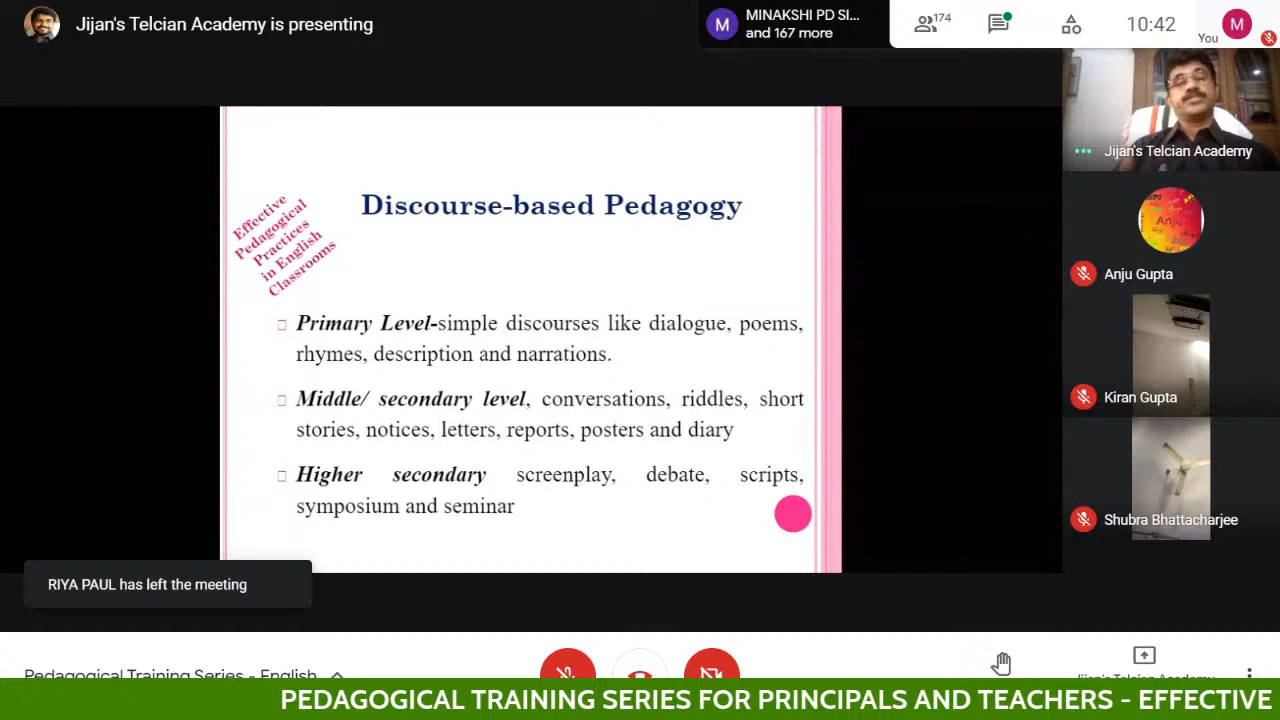 Jijan's Telcian Academy is presenting
M
MINAKSHI PD SI...
and 167 more
174
10:42
You
M
Jijan's Telcian Academy
Effective
Pedagogical
Practices
in English
Classrooms
Discourse-based Pedagogy
Primary Level-simple discourses like dialogue, poems,
rhymes, description and narrations.
Middle/ secondary level, conversations, riddles, short
stories, notices, letters, reports, posters and diary
Higher secondary screenplay, debate, scripts,
symposium and seminar
Anju
Anju Gupta
Kiran Gupta
Shubra Bhattacharjee
RIYA PAUL has left the meeting
Pedagogical Training Series - English
Jijan's Telcian Academy
PEDAGOGICAL TRAINING SERIES FOR PRINCIPALS AND TEACHERS - EFFECTIVE